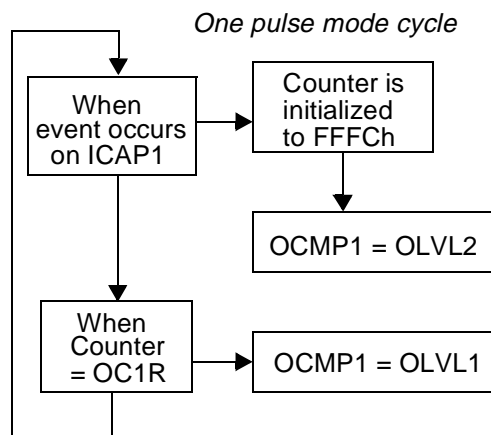 One pulse mode cycle
When
event occurs
on ICAP1
Counter is
initialized
to FFFCh
OCMP1 = OLVL2
When
Counter
= OC1R
OCMP1 = OLVL1